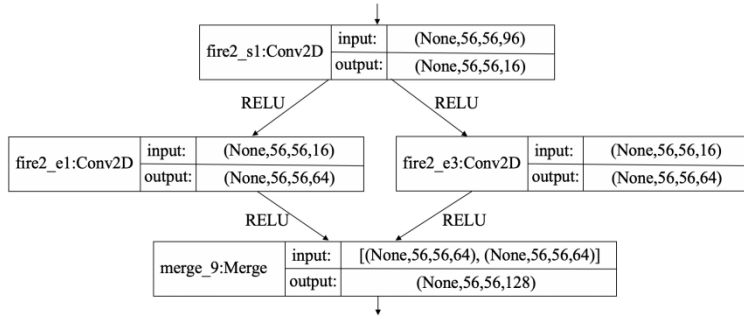 fire2_s1:Conv2D
input: (None,56,56,96)
output: (None,56,56,16)
RELU RELU
fire2_e1:Conv2D
input: (None,56,56,16)
output: (None,56,56,64)
fire2_e3:Conv2D
input: (None,56,56,16)
output: (None,56,56,64)
RELU RELU
merge_9:Merge
input: [(None,56,56,64), (None,56,56,64)]
output: (None,56,56,128)